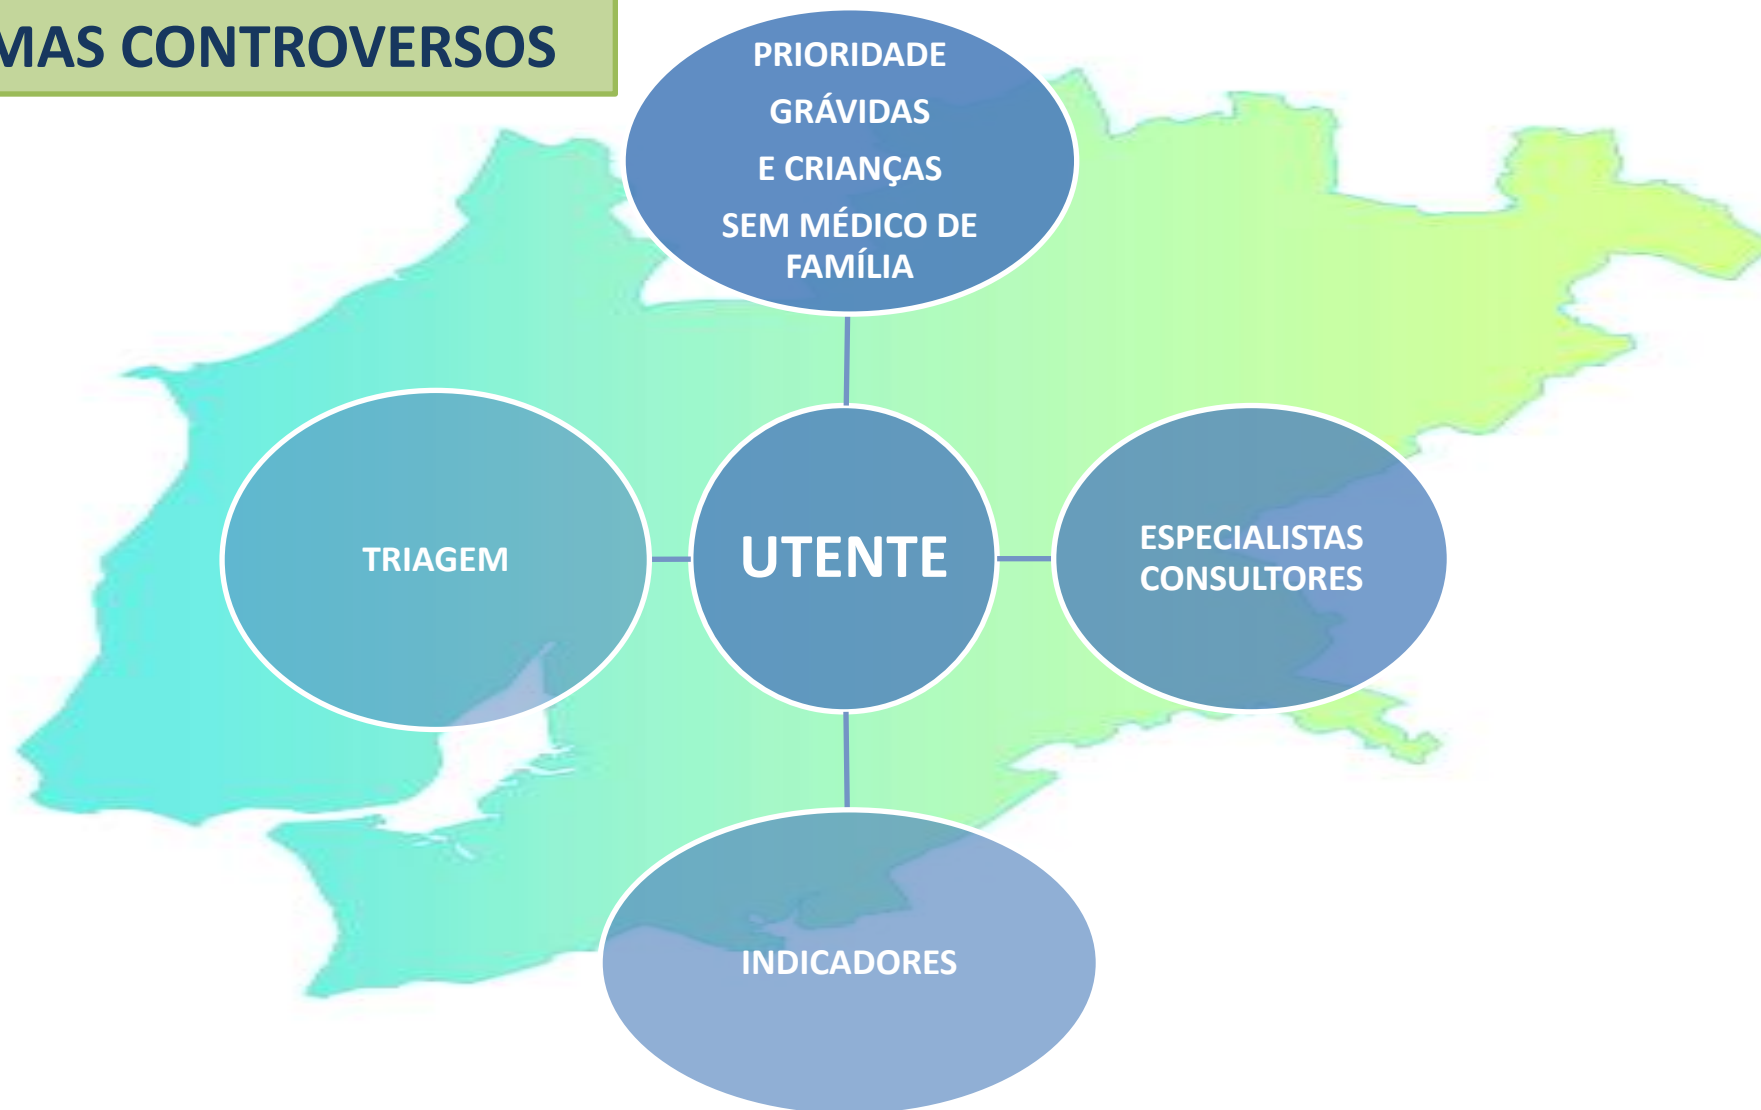 MAS CONTROVERSOS
PRIORIDADE
GRÁVIDAS
E CRIANÇAS
SEM MÉDICO DE
FAMÍLIA
TRIAGEM
UTENTE
ESPECIALISTAS
CONSULTORES
INDICADORES